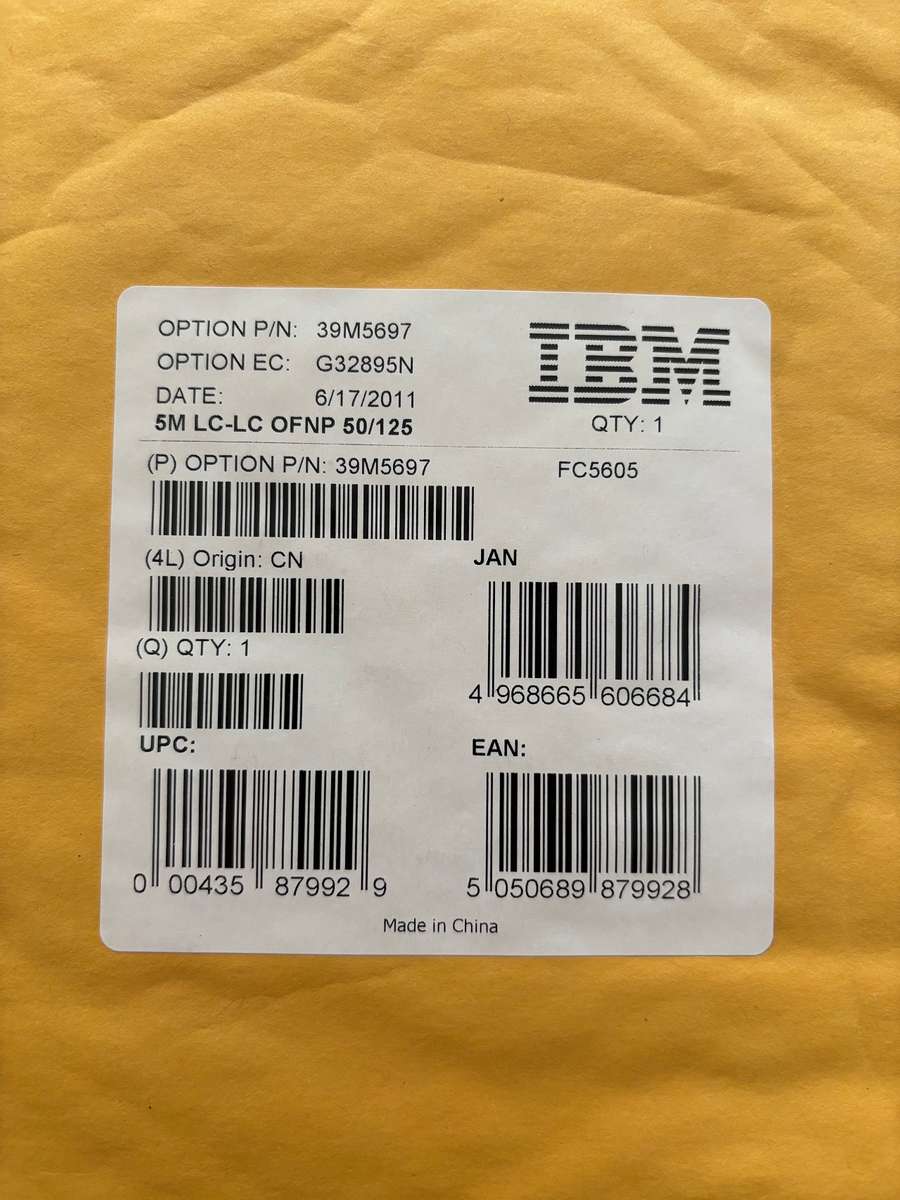 OPTION P/N: 39M5697
OPTION EC: G32895N
DATE: 6/17/2011
5M LC-LC OFNP 50/125
IBM
QTY: 1
(P) OPTION P/N: 39M5697
FC5605
(4L) Origin: CN
JAN
4 968665 606684
(Q) QTY: 1
UPC:
0 00435 87992 9
EAN:
5 050689 879928
Made in China